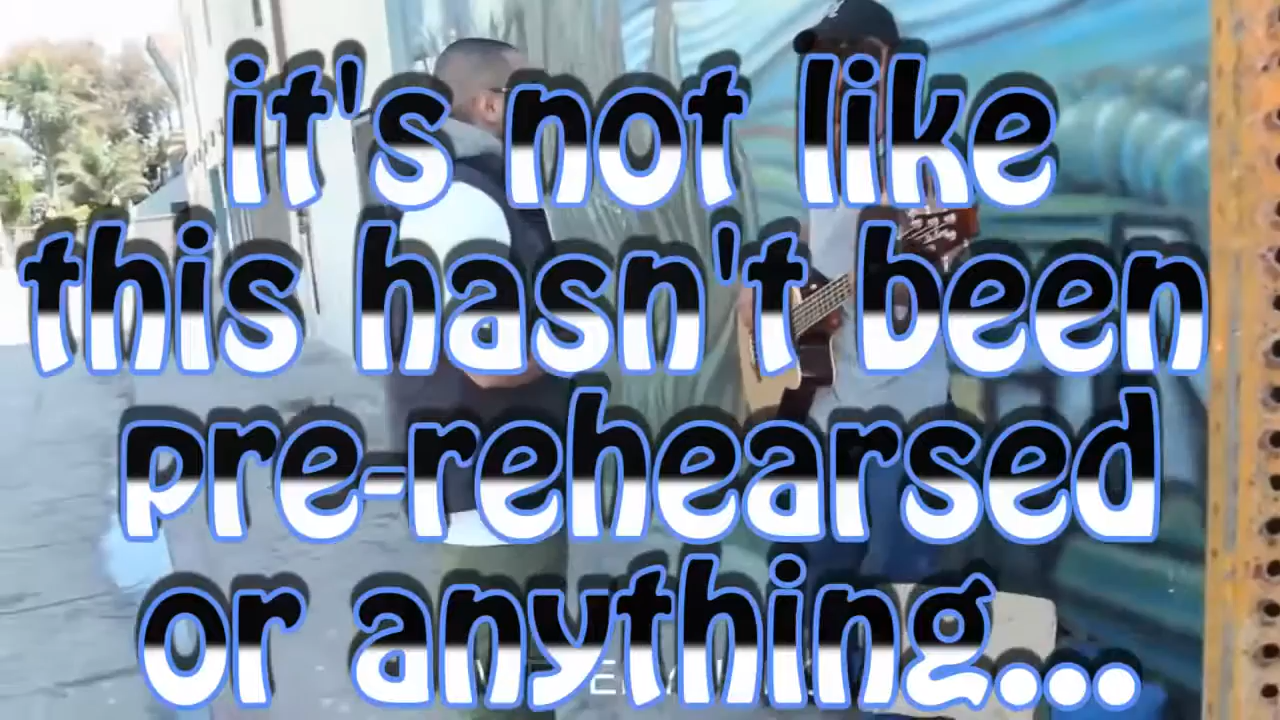 it's not like
this hasn't been
pre-rehearsed
or anything...